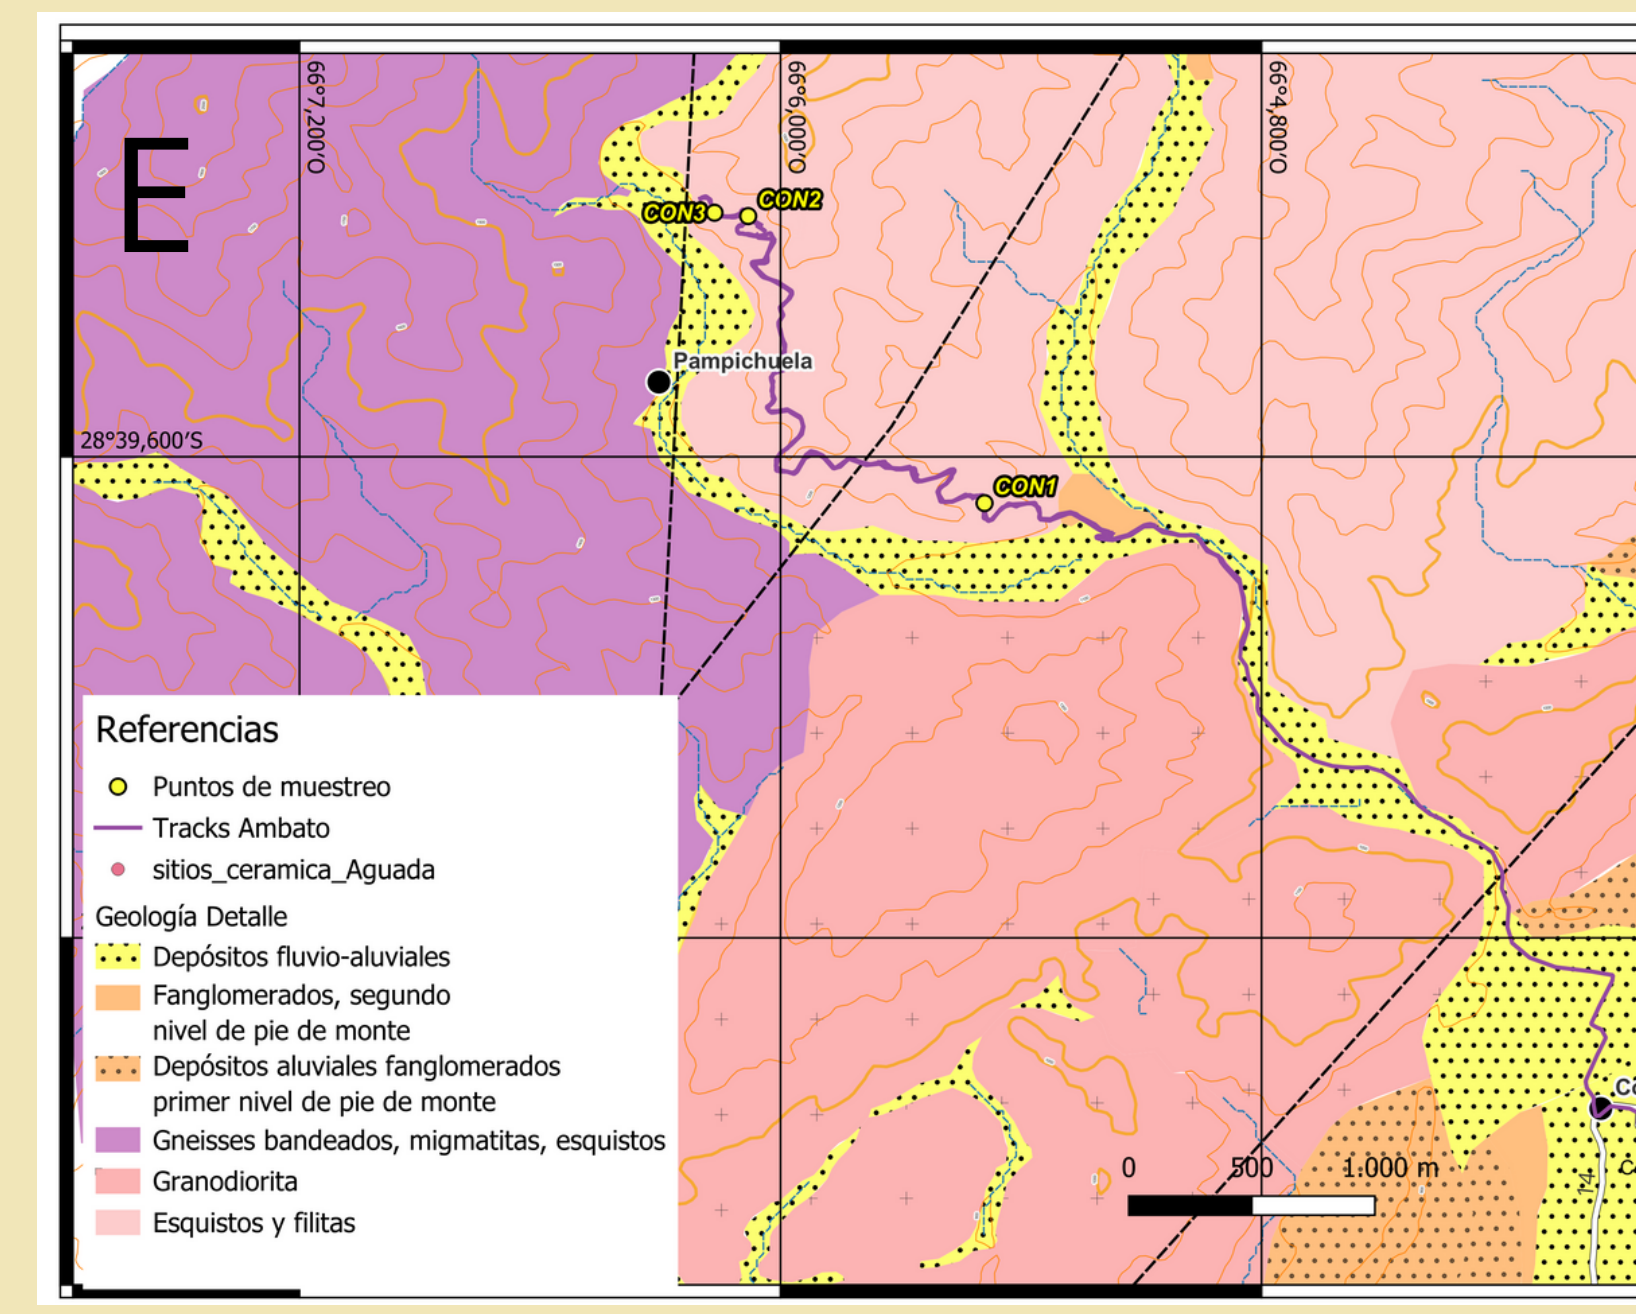 E
66°7,200'O
66°6,000'O
66°4,800'O
CON3
CON2
Pampichuela
28°39,600'S
CON1
Referencias
Puntos de muestreo
Tracks Ambato
sitios_ceramica_Aguada
Geología Detalle
Depósitos fluvio-aluviales
Fanglomerados, segundo
nivel de pie de monte
Depósitos aluviales fanglomerados
primer nivel de pie de monte
Gneisses bandeados, migmatitas, esquistos
Granodiorita
Esquistos y filitas
0 500 1.000 m
14